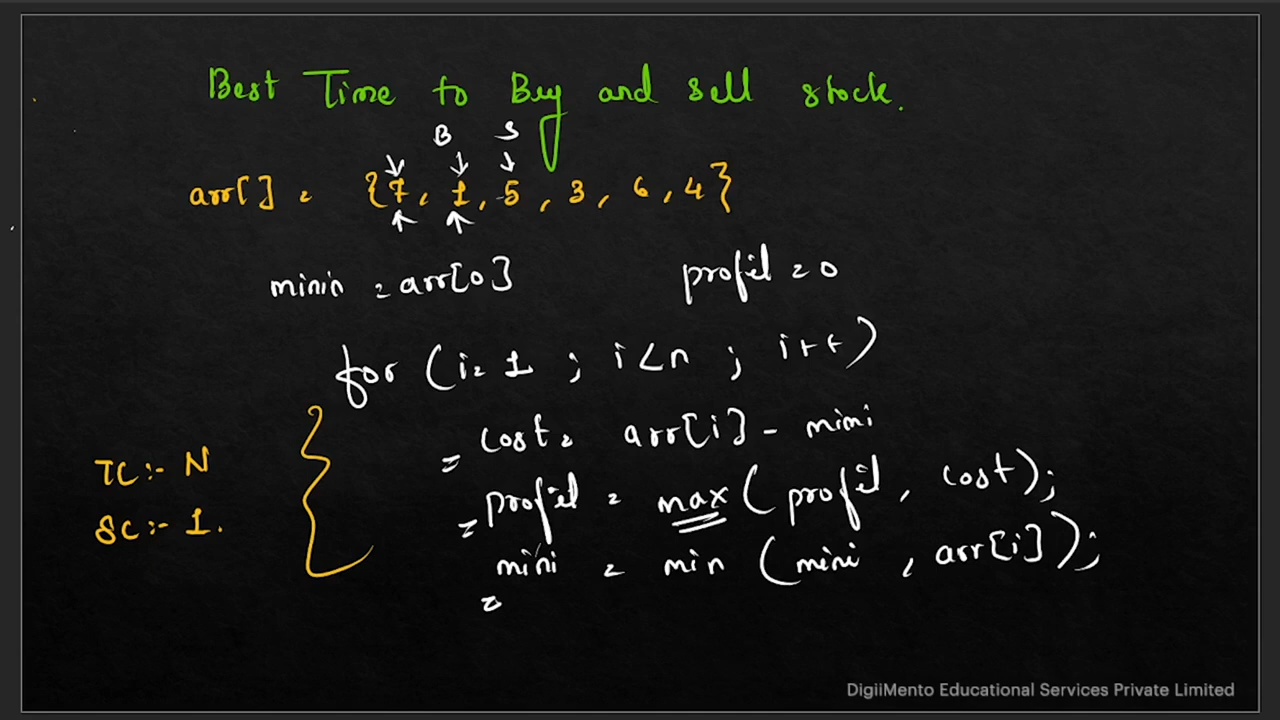 Best Time to Buy and sell stock.
B S
arr[] = {7, 1, 5, 3, 6, 4}
mini = arr[0] profit = 0
for (i = 1 ; i < n ; i++)
cost = arr[i] - mini
TC :- N
profit = max(profit, cost);
SC :- 1.
mini = min (mini, arr[i]);
DigiiMento Educational Services Private Limited